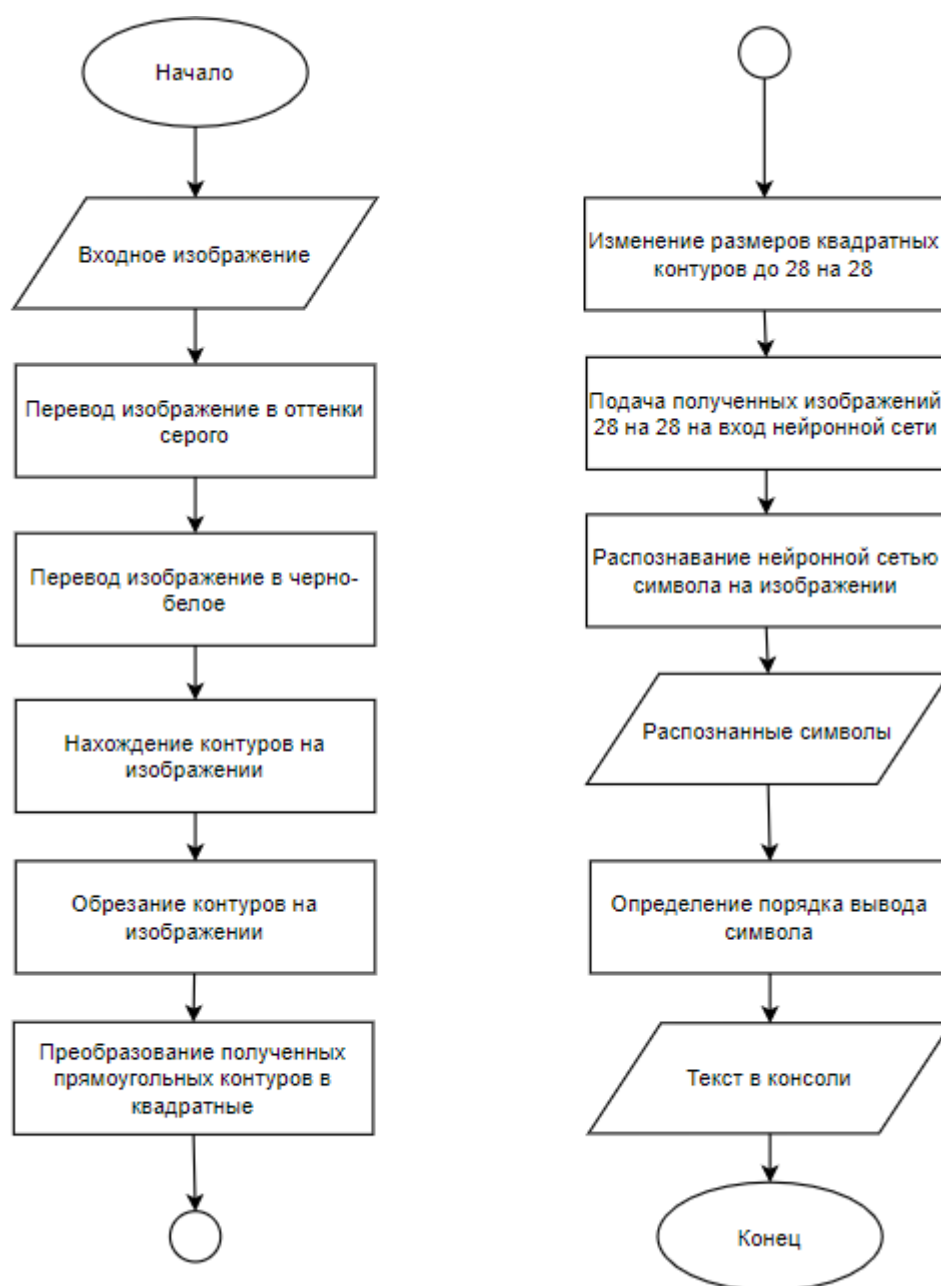 Начало
Входное изображение
Перевод изображение в оттенки
серого
Перевод изображение в черно-
белое
Нахождение контуров на
изображении
Обрезание контуров на
изображении
Преобразование полученных
прямоугольных контуров в
квадратные
Изменение размеров квадратных
контуров до 28 на 28
Подача полученных изображений
28 на 28 на вход нейронной сети
Распознавание нейронной сетью
символа на изображении
Распознанные символы
Определение порядка вывода
символа
Текст в консоли
Конец